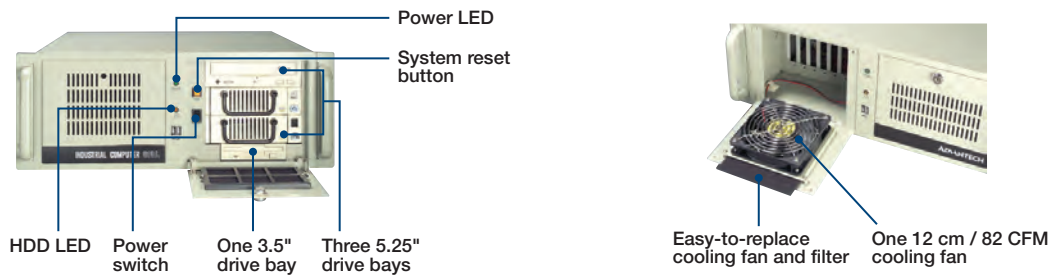 Power LED
System reset
button
INDUSTRIAL COMPUTER
HDD LED
Power
switch
One 3.5"
drive bay
Three 5.25"
drive bays
ADVANTECH
Easy-to-replace
cooling fan and filter
One 12 cm / 82 CFM
cooling fan